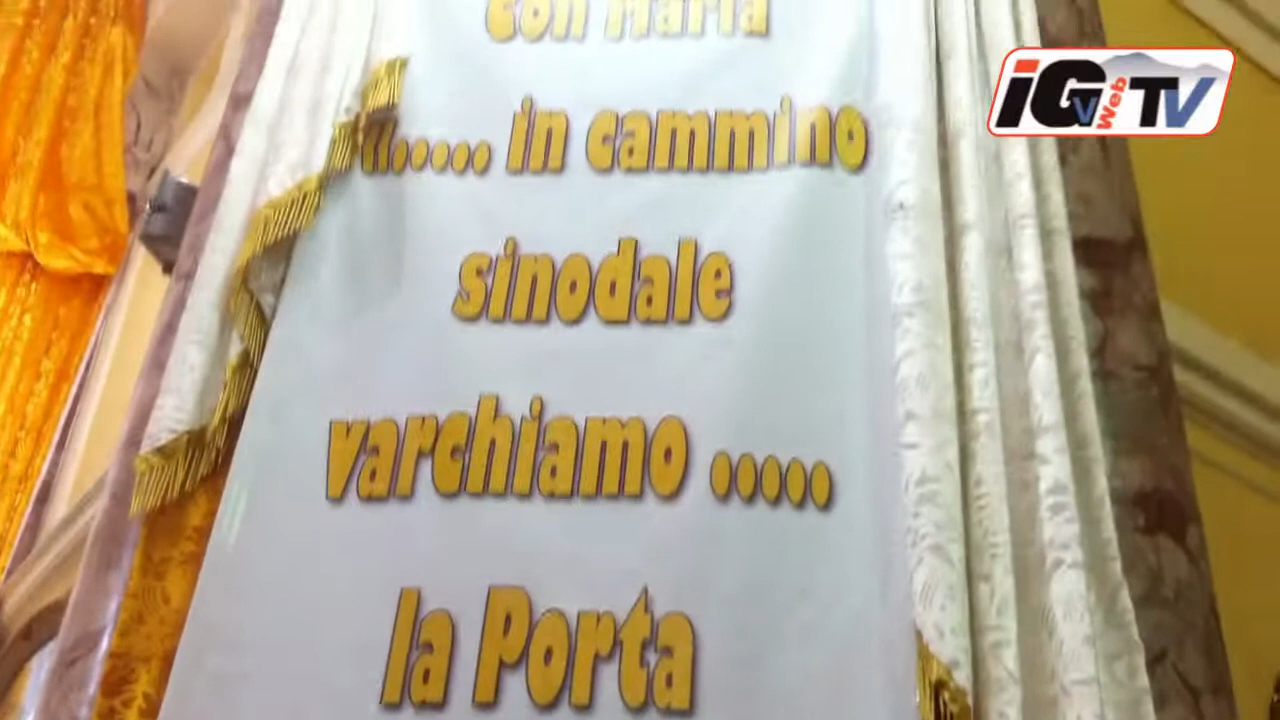 Con Maria
..... in cammino
sinodale
varchiamo .....
la Porta
iGv Web TV